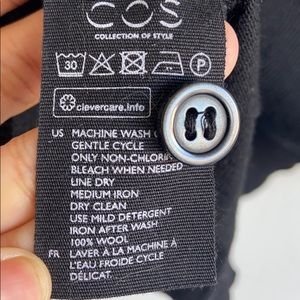 COS
COLLECTION OF STYLE
30 P
clevercare.info
US MACHINE WASH
GENTLE CYCLE
ONLY NON-CHLORIN
BLEACH WHEN NEEDED
LINE DRY
MEDIUM IRON
DRY CLEAN
USE MILD DETERGENT
IRON AFTER WASH
100% WOOL
FR LAVER À LA MACHINE À
L'EAU FROIDE CYCLE
DÉLICAT.